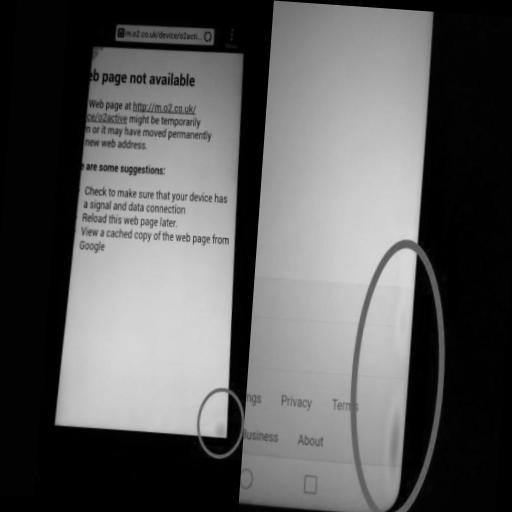 m.o2.co.uk/device/o2acti...
eb page not available
Web page at http://m.o2.co.uk/
ce/o2active might be temporarily
n or it may have moved permanently
new web address.
are some suggestions:
Check to make sure that your device has
a signal and data connection
Reload this web page later.
View a cached copy of the web page from
Google
ngs Privacy Terms
Business About